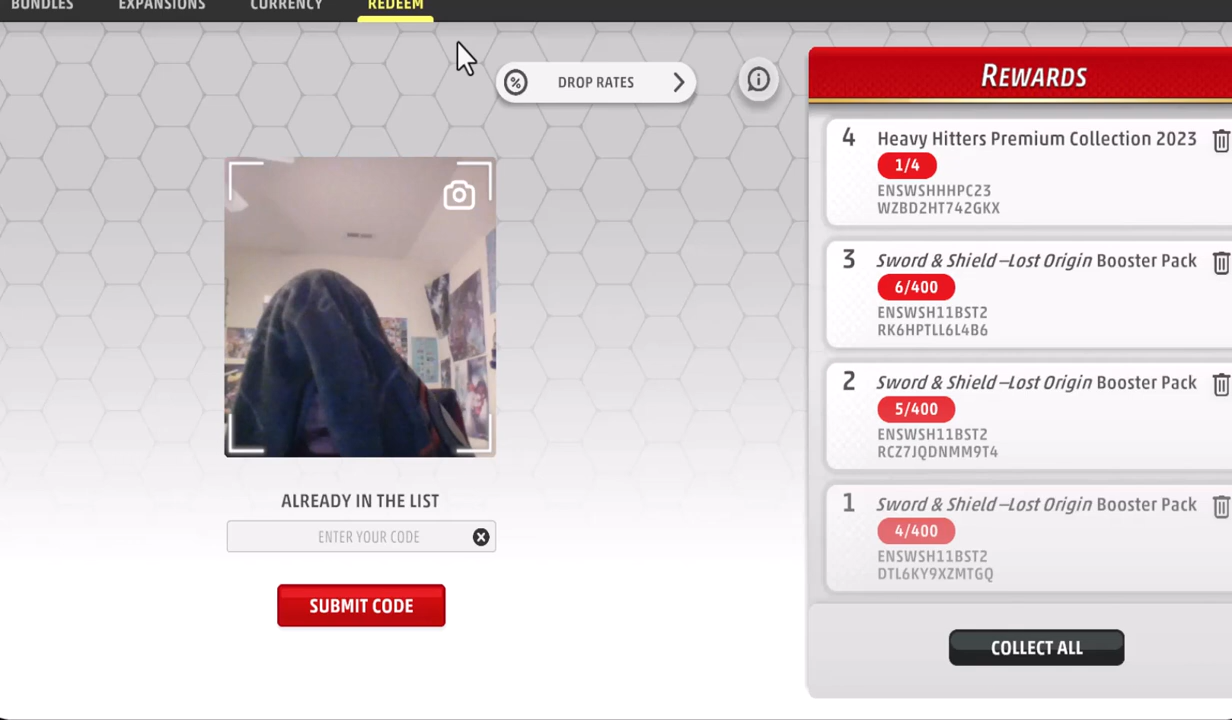 BUNDLES EXPANSIONS CURRENCY REDEEM
DROP RATES
ALREADY IN THE LIST
ENTER YOUR CODE
SUBMIT CODE
REWARDS
4 Heavy Hitters Premium Collection 2023
1/4
ENSWSHHHPC23
WZBD2HT742GKX
3 Sword & Shield—Lost Origin Booster Pack
6/400
ENSWSH11BST2
RK6HPTLL6L4B6
2 Sword & Shield—Lost Origin Booster Pack
5/400
ENSWSH11BST2
RCZ7JQDNMM9T4
1 Sword & Shield—Lost Origin Booster Pack
4/400
ENSWSH11BST2
DTL6KY9XZMTGQ
COLLECT ALL